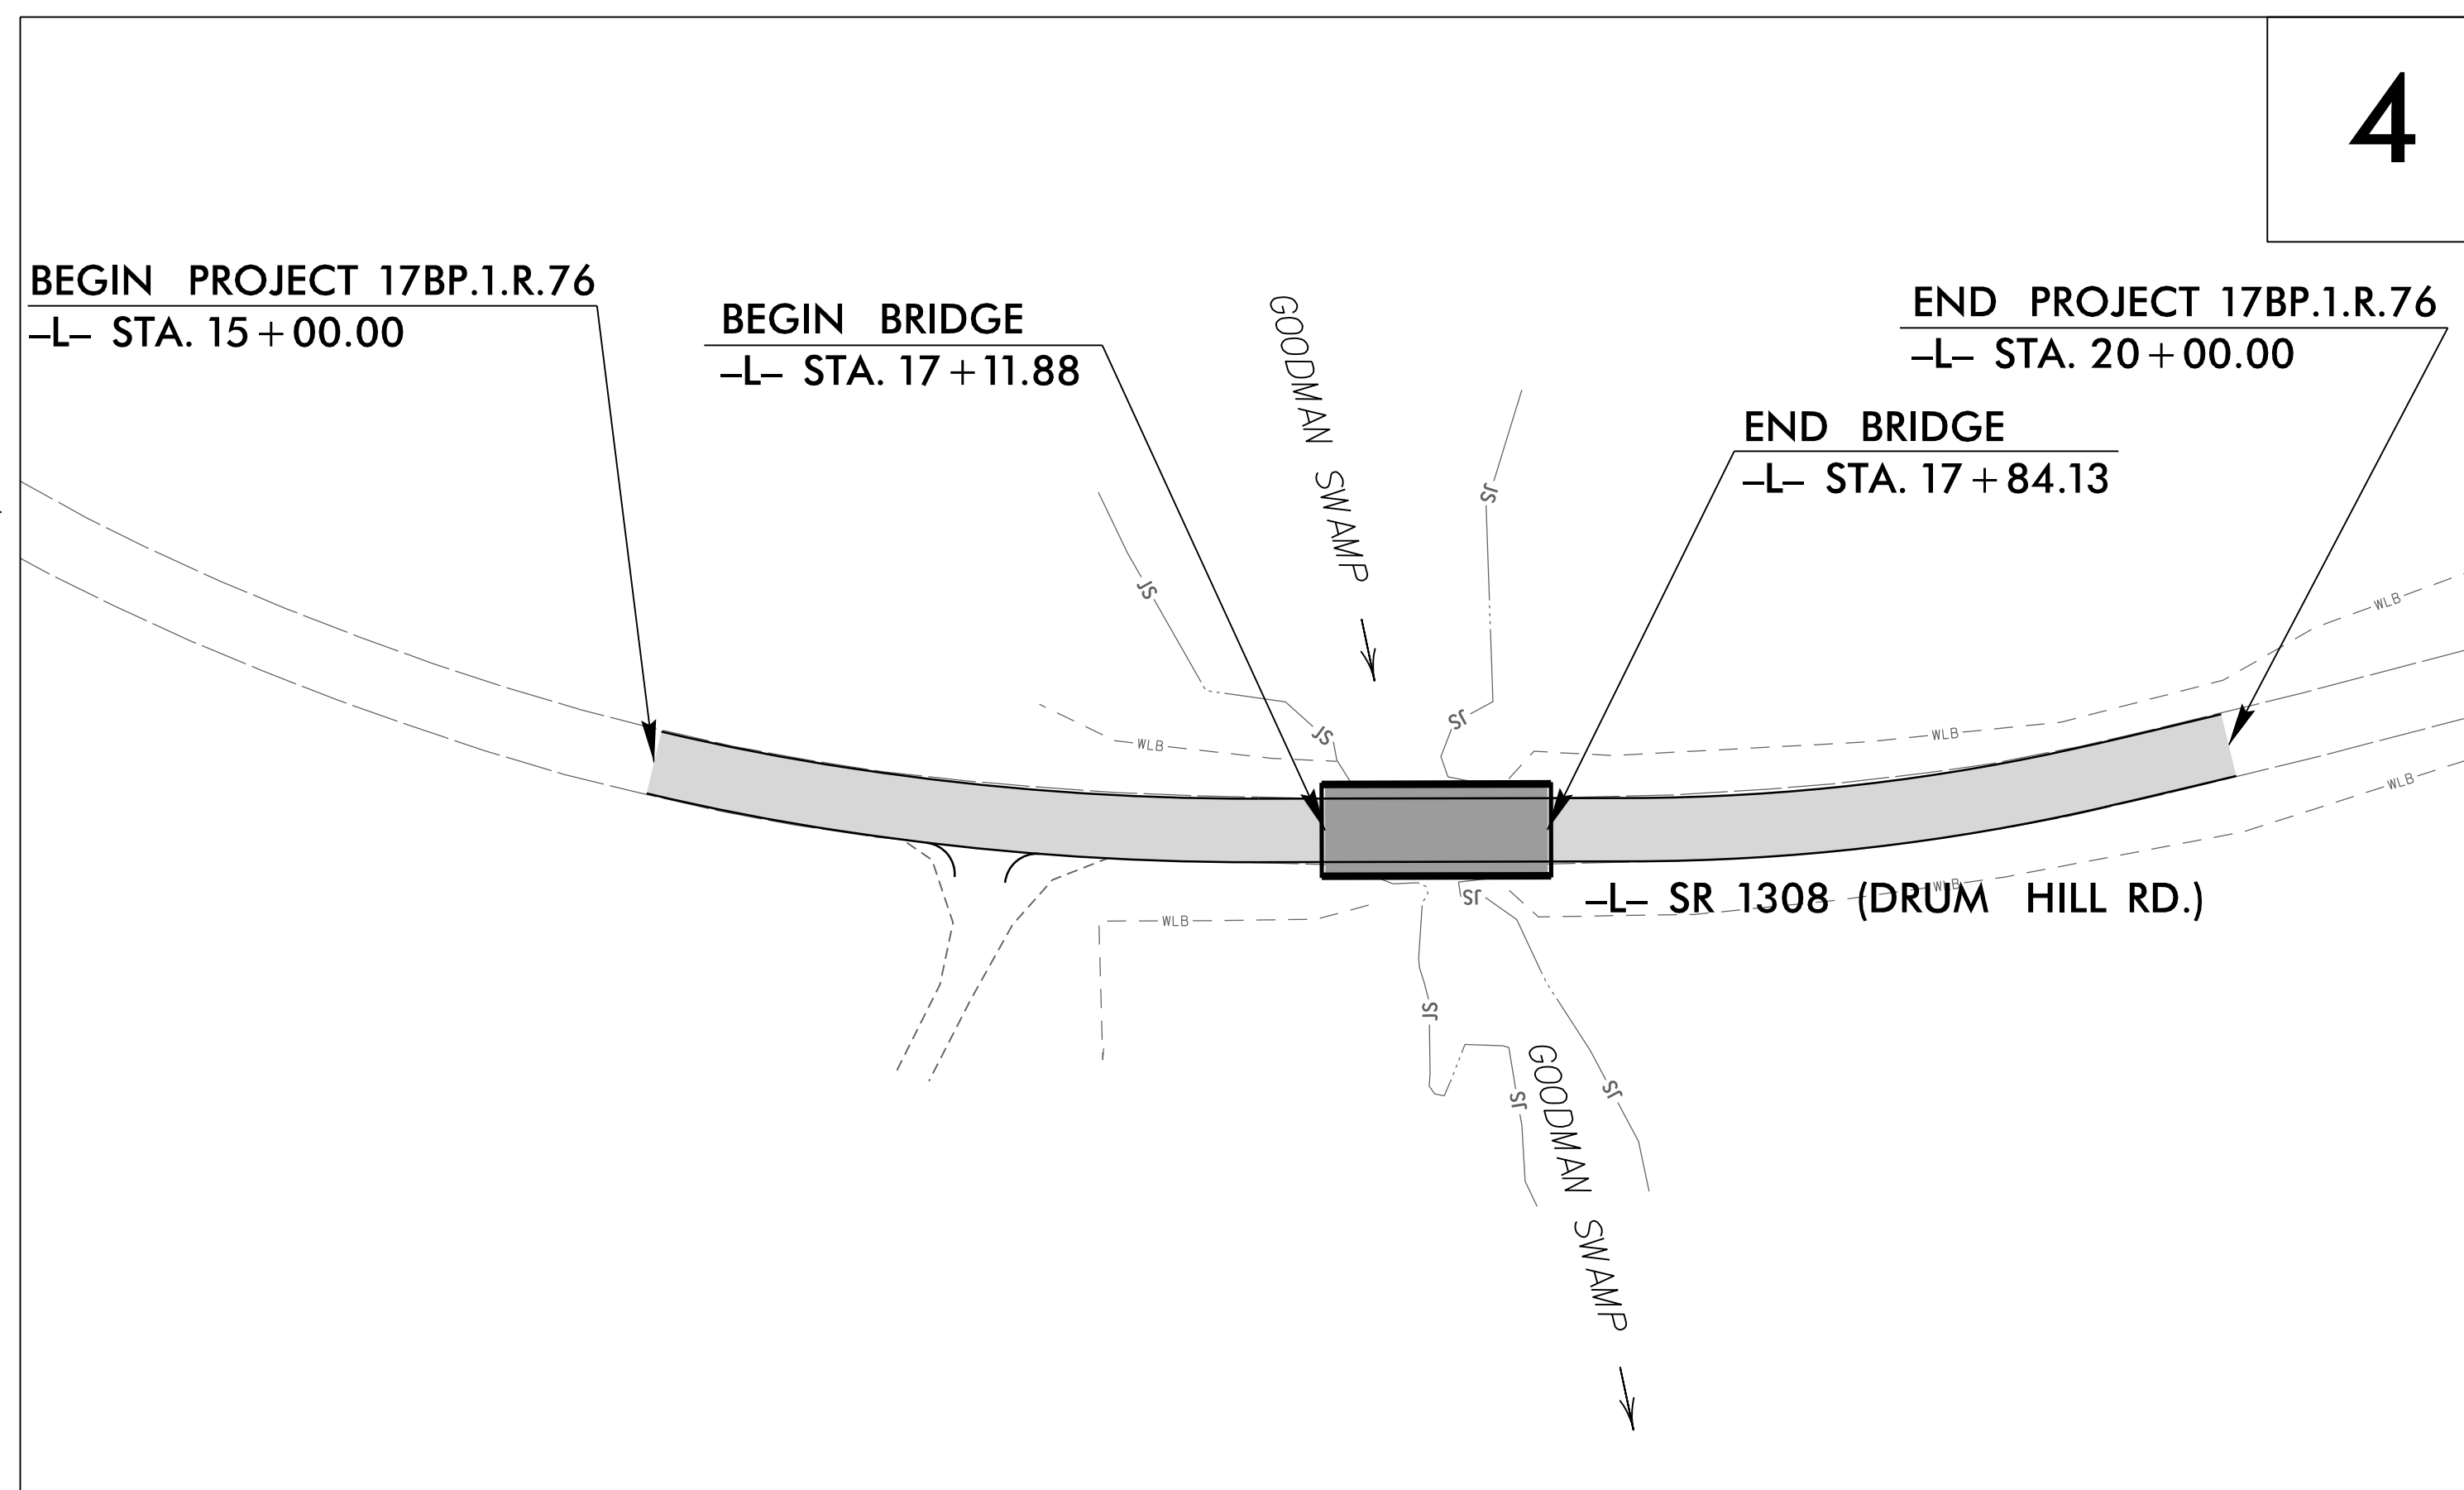 4
BEGIN PROJECT 17BP.1.R.76
–L– STA. 15+00.00
BEGIN BRIDGE
–L– STA. 17+11.88
END PROJECT 17BP.1.R.76
–L– STA. 20+00.00
END BRIDGE
–L– STA. 17+84.13
GOODMAN SWAMP
JS
JS
JS
JS
WLB
WLB
WLB
WLB
WLB
WLB
–L– SR 1308 (DRUM HILL RD.)
JS
JS
JS
JS
GOODMAN SWAMP